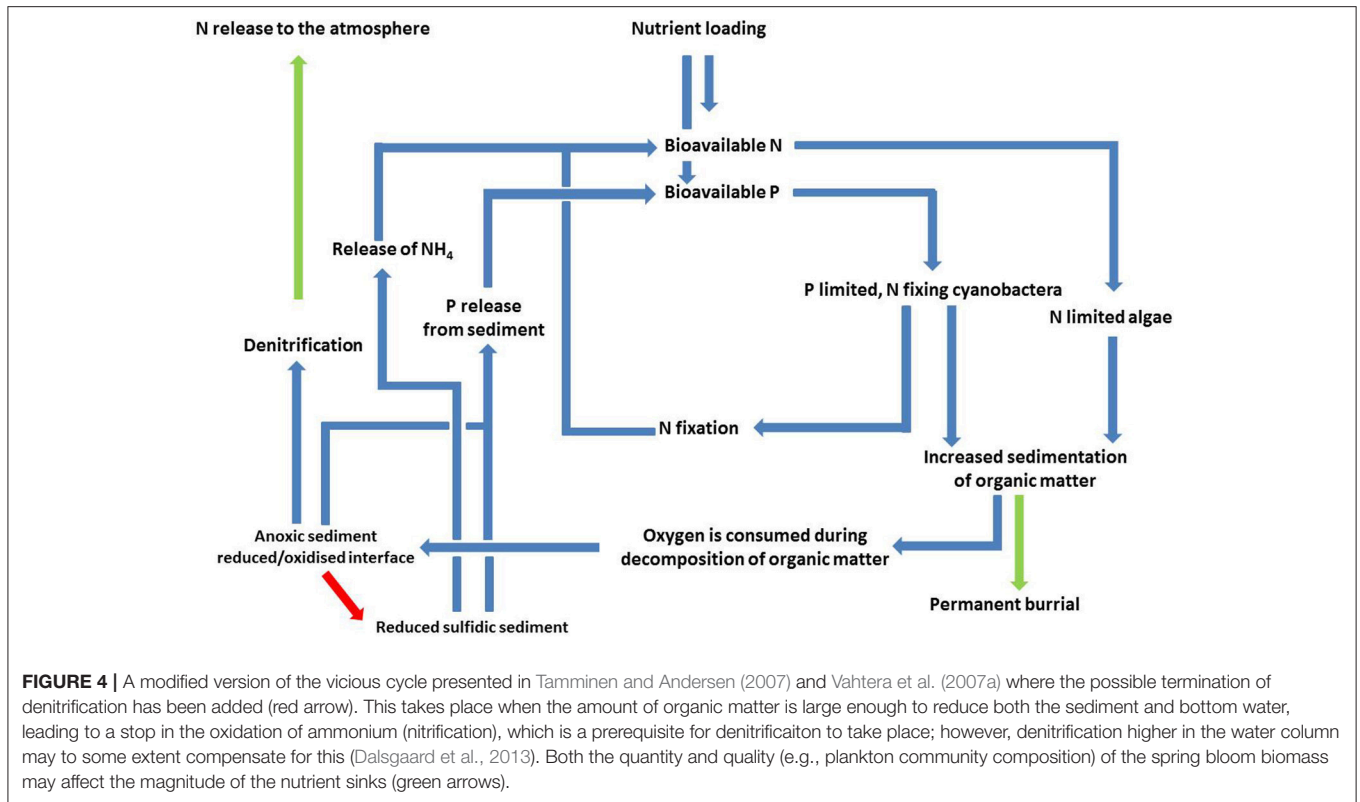 N release to the atmosphere
Nutrient loading
Bioavailable N
Bioavailable P
Release of NH₄
P release
from sediment
P limited, N fixing cyanobactera
N limited algae
Denitrification
N fixation
Increased sedimentation
of organic matter
Anoxic sediment
reduced/oxidised interface
Oxygen is consumed during
decomposition of organic matter
Permanent burrial
Reduced sulfidic sediment
FIGURE 4 | A modified version of the vicious cycle presented in Tamminen and Andersen (2007) and Vahtera et al. (2007a) where the possible termination of
denitrification has been added (red arrow). This takes place when the amount of organic matter is large enough to reduce both the sediment and bottom water,
leading to a stop in the oxidation of ammonium (nitrification), which is a prerequisite for denitrificaiton to take place; however, denitrification higher in the water column
may to some extent compensate for this (Dalsgaard et al., 2013). Both the quantity and quality (e.g., plankton community composition) of the spring bloom biomass
may affect the magnitude of the nutrient sinks (green arrows).